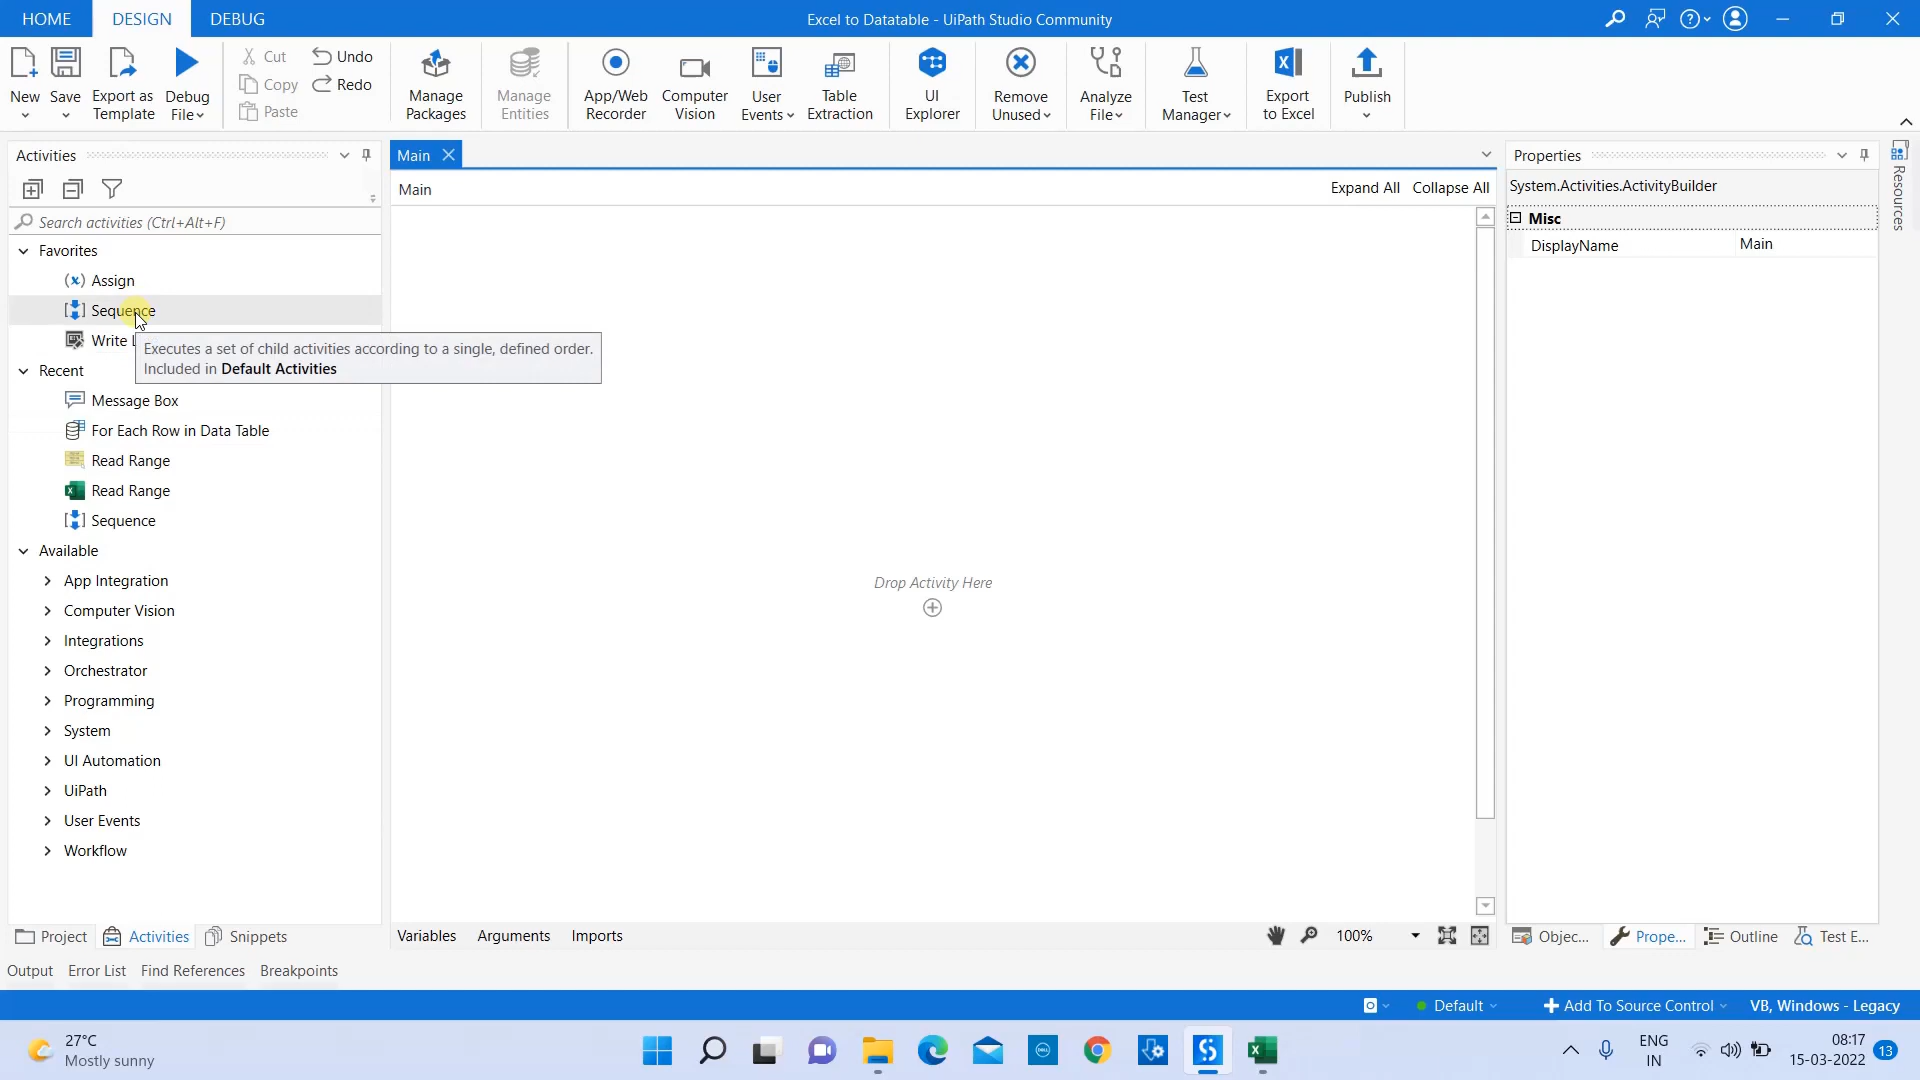 HOME DESIGN DEBUG
Excel to Datatable - UiPath Studio Community
New Save Export as Template Debug File
Cut Copy Paste
Undo Redo
Manage Packages
Manage Entities
App/Web Recorder
Computer Vision
User Events
Table Extraction
UI Explorer
Remove Unused
Analyze File
Test Manager
Export to Excel
Publish
Activities
Search activities (Ctrl+Alt+F)
Favorites
Assign
Sequence
Write
Executes a set of child activities according to a single, defined order.
Included in Default Activities
Recent
Message Box
For Each Row in Data Table
Read Range
Read Range
Sequence
Available
App Integration
Computer Vision
Integrations
Orchestrator
Programming
System
UI Automation
UiPath
User Events
Workflow
Project Activities Snippets
Main
Main
Expand All Collapse All
Drop Activity Here
Variables Arguments Imports
100%
Properties
System.Activities.ActivityBuilder
Misc
DisplayName Main
Resources
Objec... Prope... Outline Test E...
Output Error List Find References Breakpoints
Default
Add To Source Control
VB, Windows - Legacy
27°C
Mostly sunny
DELL
ENG
IN
08:17
15-03-2022
13